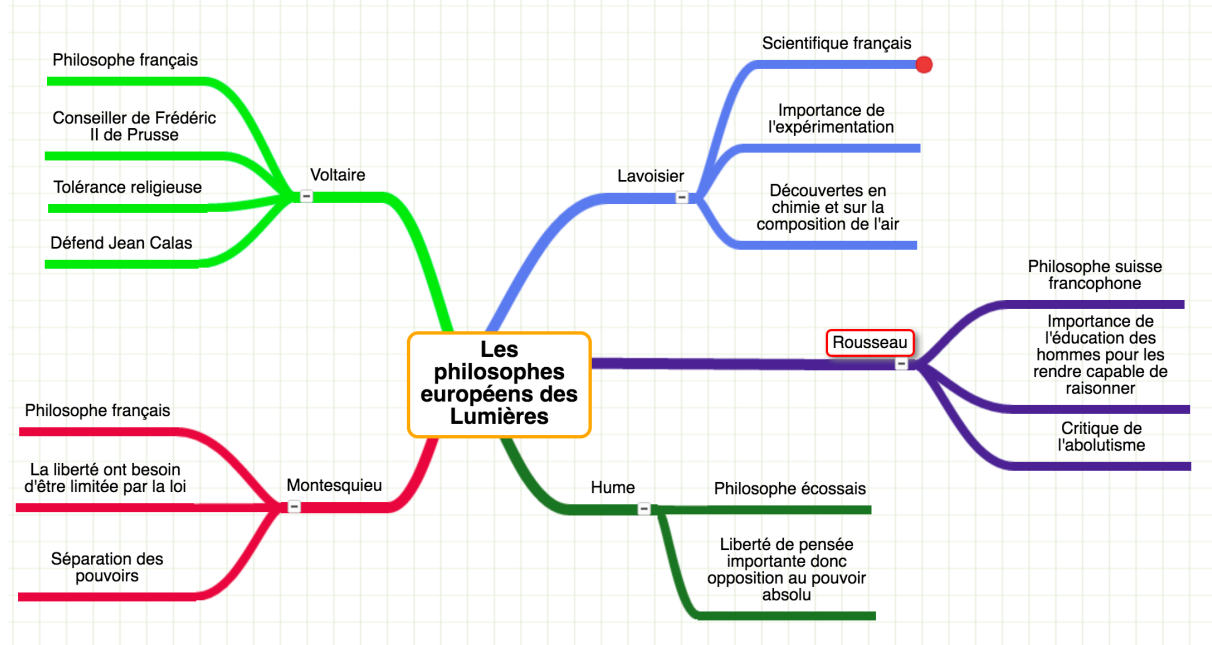 Les
philosophes
européens des
Lumières
Voltaire
Philosophe français
Conseiller de Frédéric
II de Prusse
Tolérance religieuse
Défend Jean Calas
Lavoisier
Scientifique français
Importance de
l'expérimentation
Découvertes en
chimie et sur la
composition de l'air
Rousseau
Philosophe suisse
francophone
Importance de
l'éducation des
hommes pour les
rendre capable de
raisonner
Critique de
l'abolutisme
Montesquieu
Philosophe français
La liberté ont besoin
d'être limitée par la loi
Séparation des
pouvoirs
Hume
Philosophe écossais
Liberté de pensée
importante donc
opposition au pouvoir
absolu